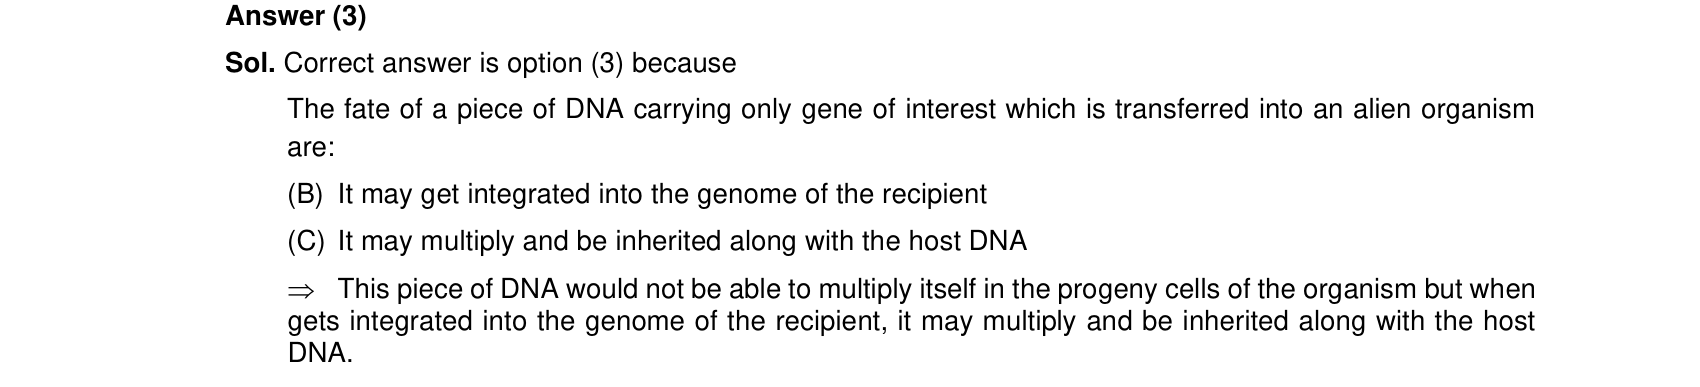 Answer (3)
Sol. Correct answer is option (3) because
The fate of a piece of DNA carrying only gene of interest which is transferred into an alien organism
are:
(B) It may get integrated into the genome of the recipient
(C) It may multiply and be inherited along with the host DNA
⇒ This piece of DNA would not be able to multiply itself in the progeny cells of the organism but when
gets integrated into the genome of the recipient, it may multiply and be inherited along with the host
DNA.